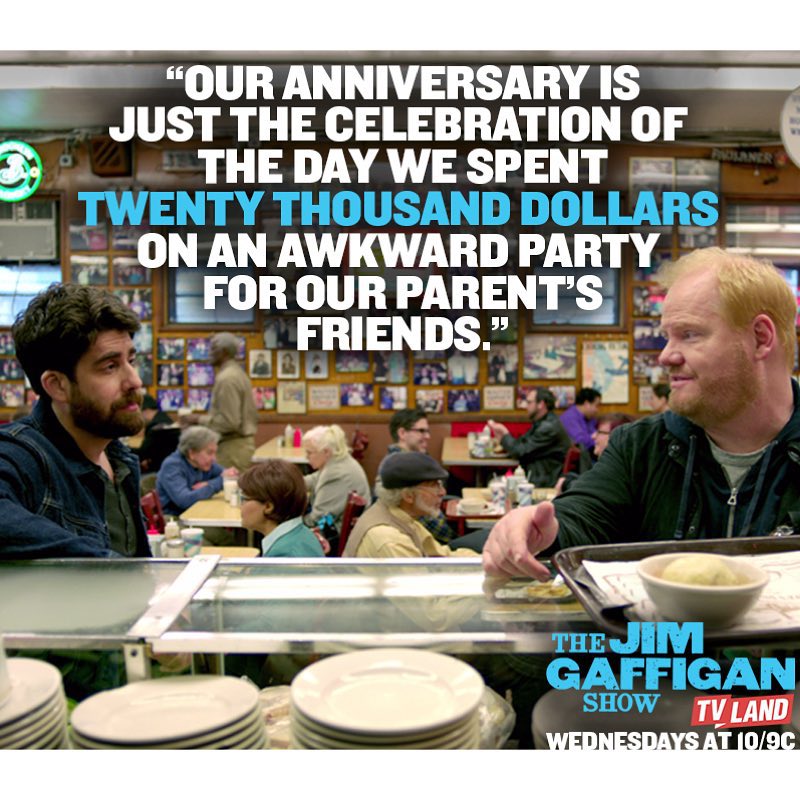 “OUR ANNIVERSARY IS
JUST THE CELEBRATION OF
THE DAY WE SPENT
TWENTY THOUSAND DOLLARS
ON AN AWKWARD PARTY
FOR OUR PARENT’S
FRIENDS.”
PAULANER
THE JIM
GAFFIGAN
SHOW
TV LAND
WEDNESDAYS AT 10/9C